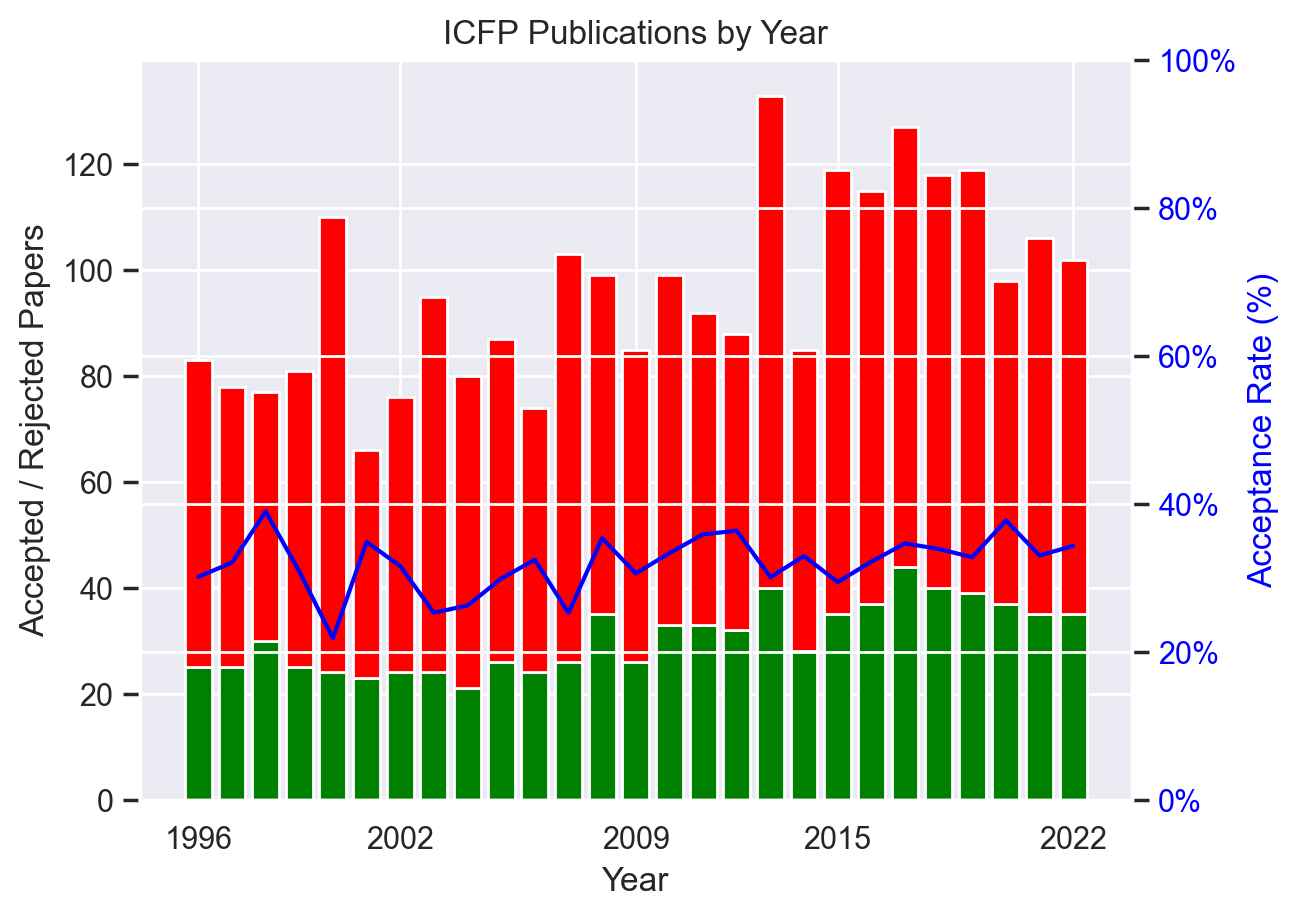 ICFP Publications by Year
Accepted / Rejected Papers
120
100
80
60
40
20
0
100%
80%
60%
40%
20%
0%
Acceptance Rate (%)
1996 2002 2009 2015 2022
Year